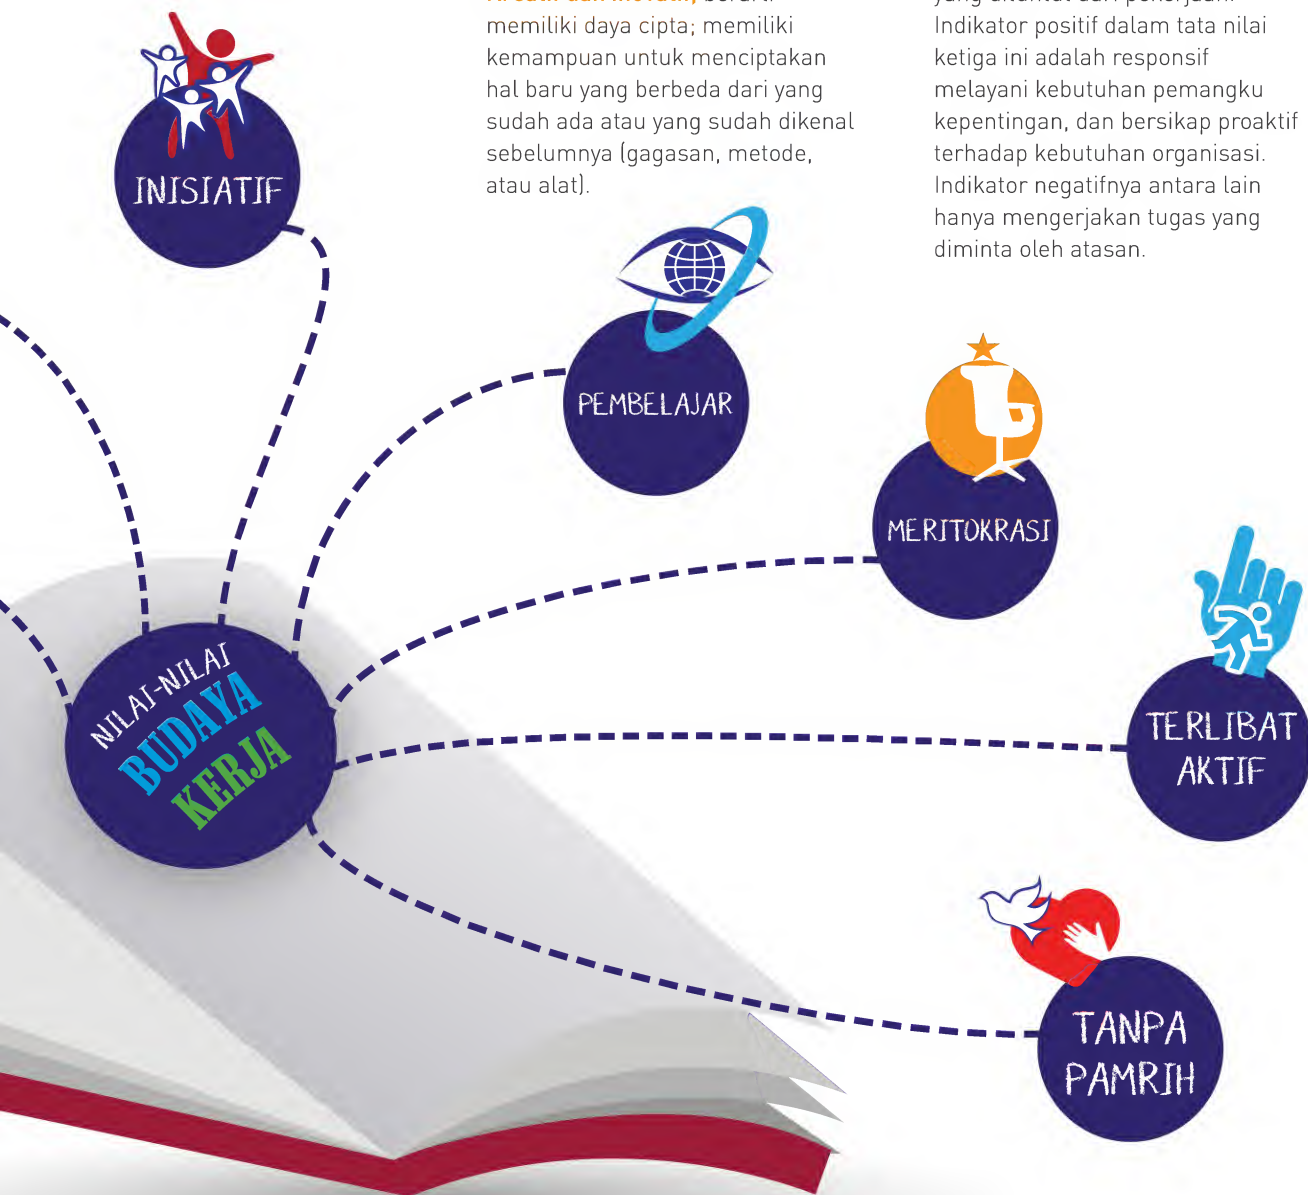 memiliki daya cipta; memiliki
kemampuan untuk menciptakan
hal baru yang berbeda dari yang
sudah ada atau yang sudah dikenal
sebelumnya (gagasan, metode,
atau alat).
Indikator positif dalam tata nilai
ketiga ini adalah responsif
melayani kebutuhan pemangku
kepentingan, dan bersikap proaktif
terhadap kebutuhan organisasi.
Indikator negatifnya antara lain
hanya mengerjakan tugas yang
diminta oleh atasan.
INISIATIF
PEMBELAJAR
MERITOKRASI
TERLIBAT
AKTIF
TANPA
PAMRIH
NILAI-NILAI
BUDAYA
KERJA